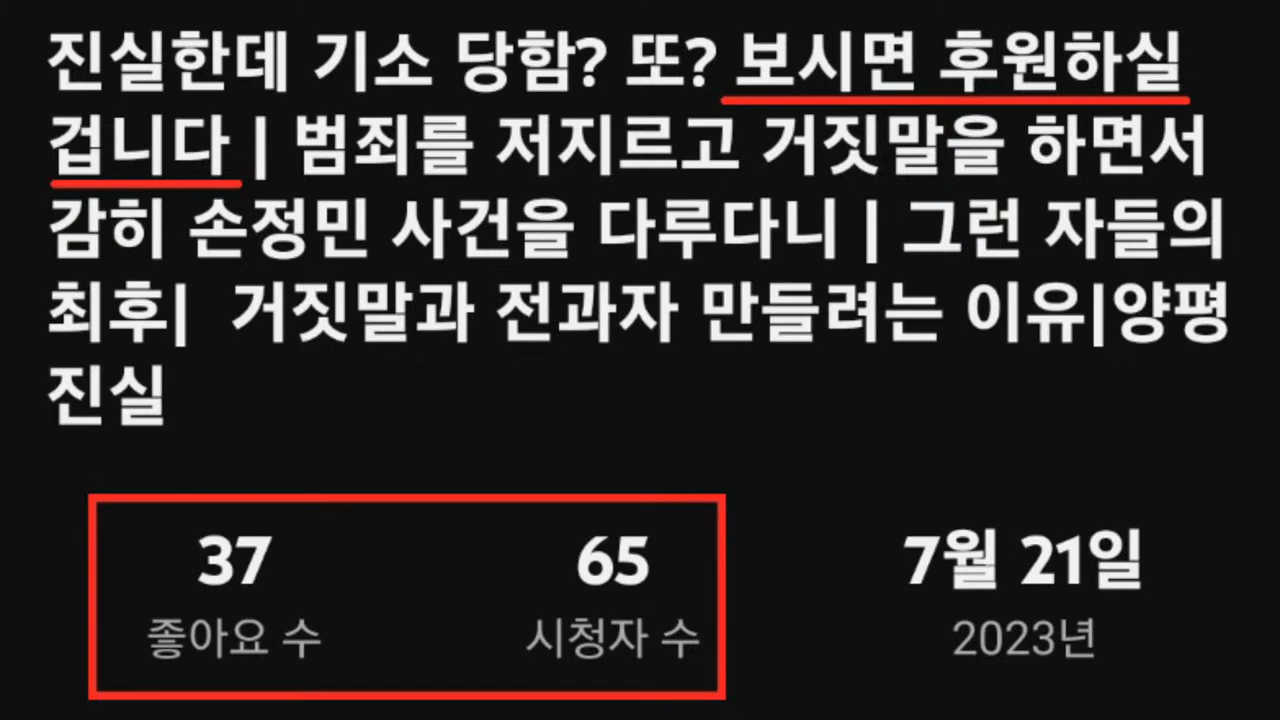 진실한데 기소 당함? 또? 보시면 후원하실
겁니다 | 범죄를 저지르고 거짓말을 하면서
감히 손정민 사건을 다루다니 | 그런 자들의
최후| 거짓말과 전과자 만들려는 이유|양평
진실
37 65 7월 21일
좋아요 수 시청자 수 2023년